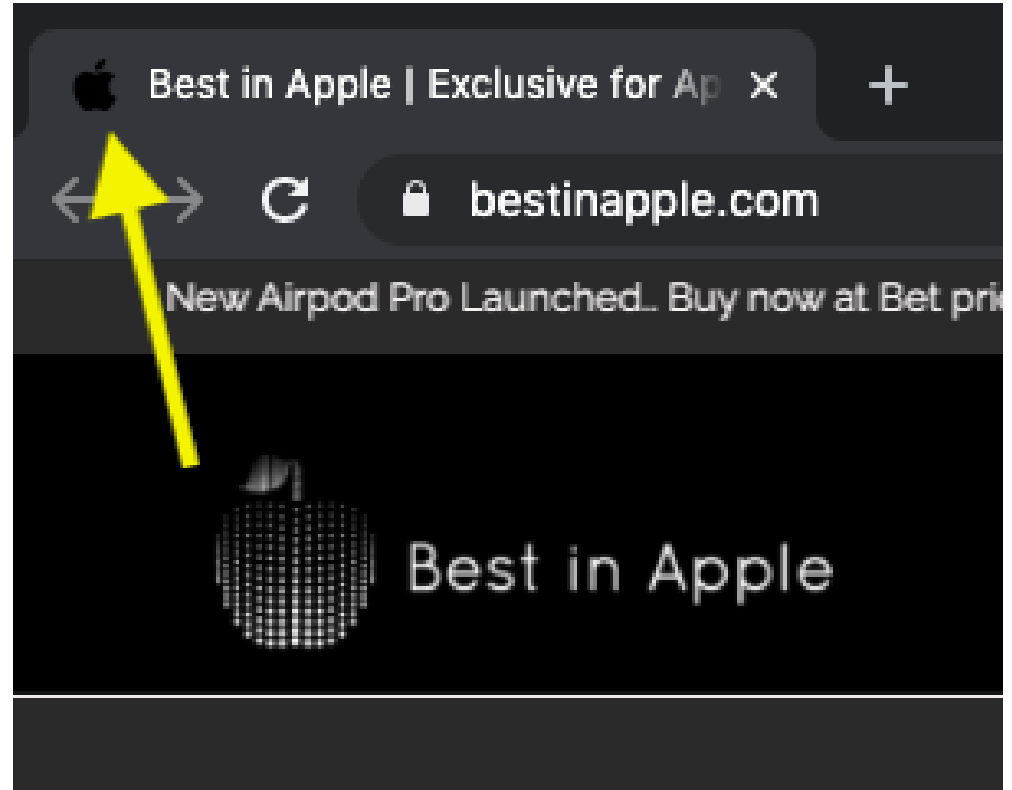 Best in Apple | Exclusive for Ap
bestinapple.com
New Airpod Pro Launched... Buy now at Bet
Best in Apple